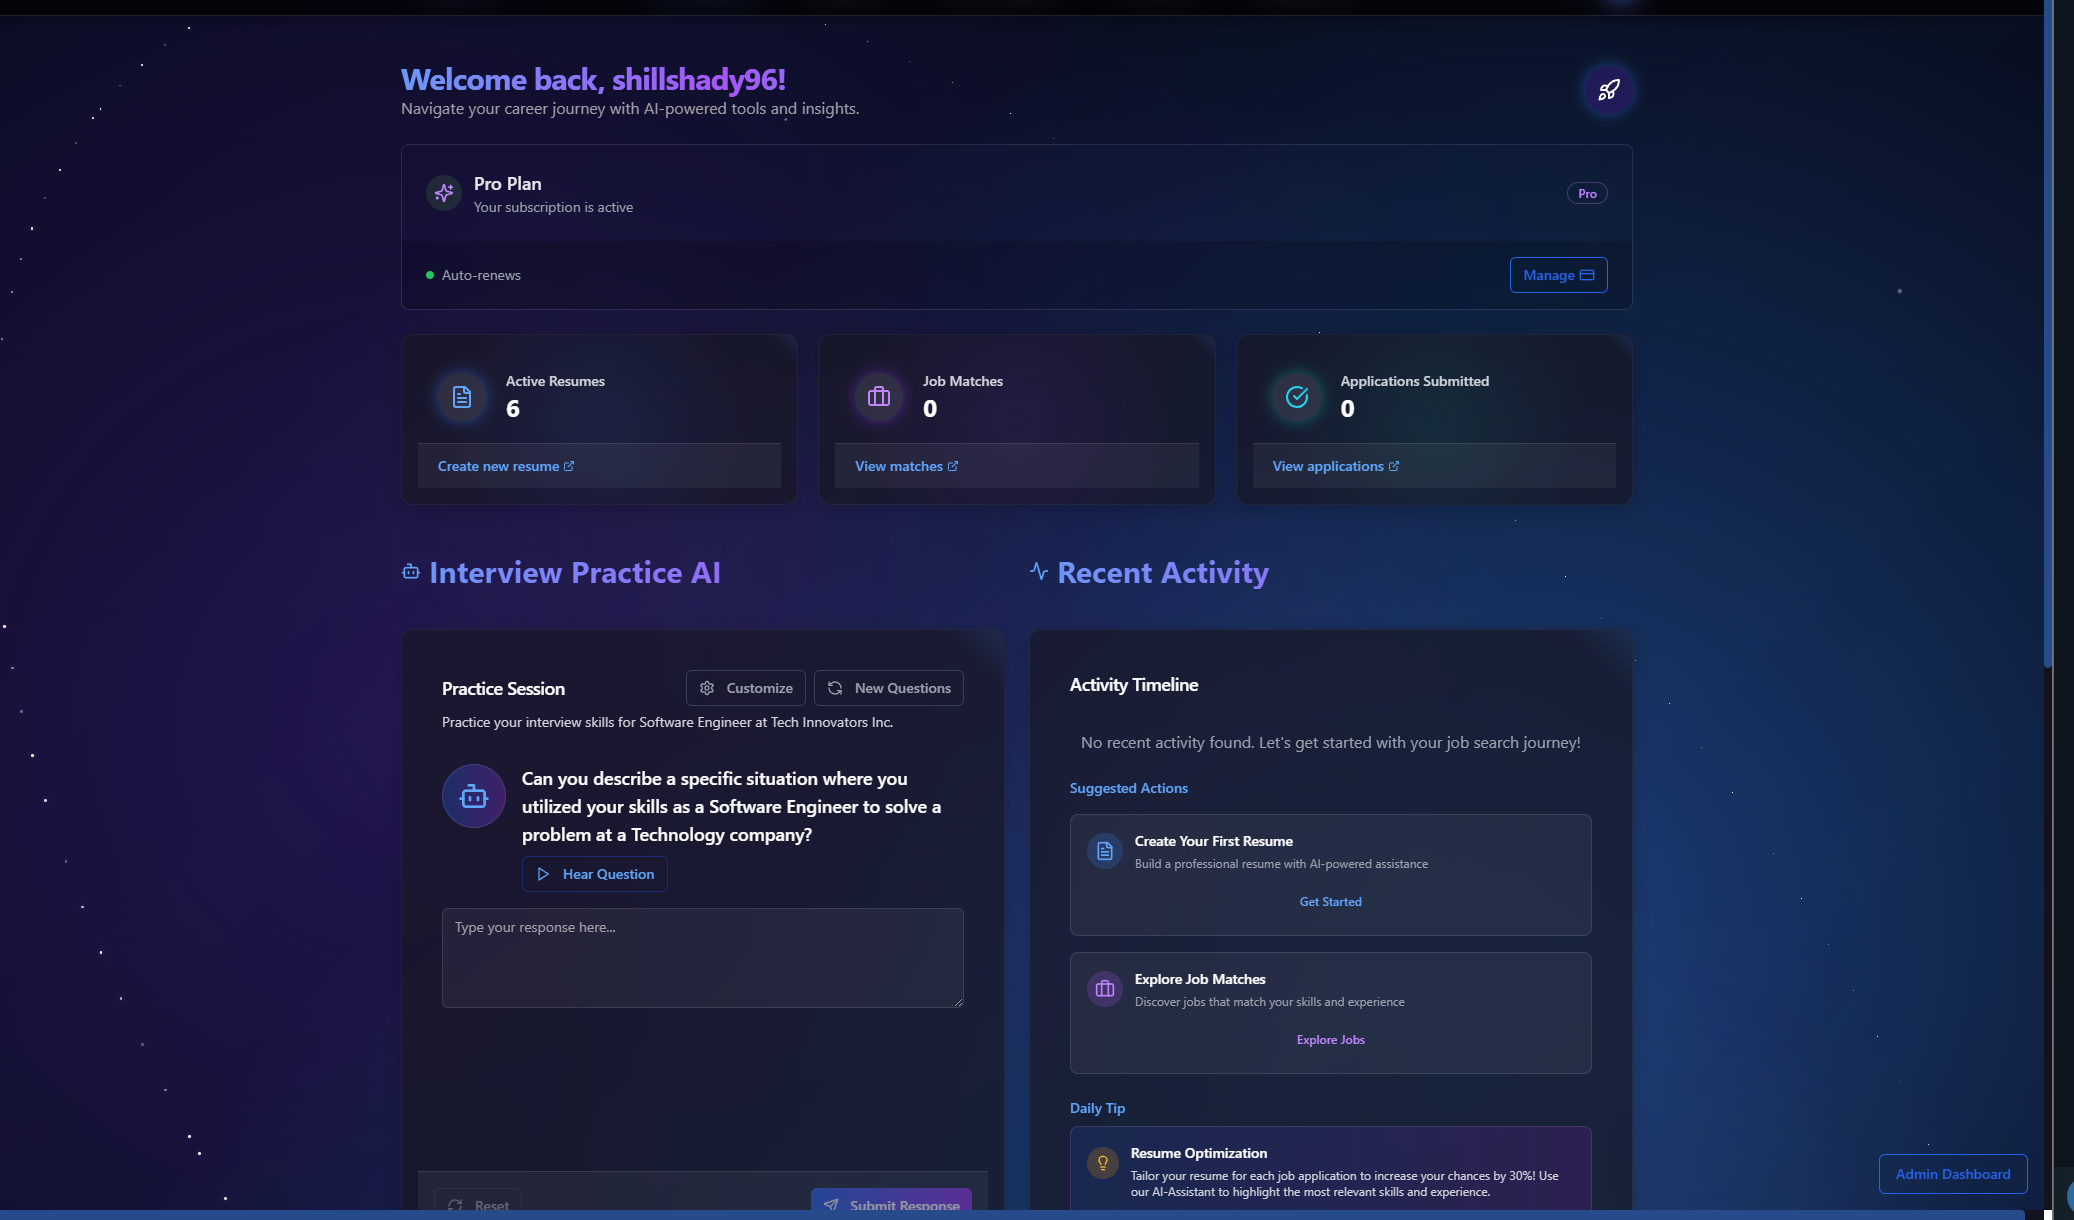 Welcome back, shillshady96!
Navigate your career journey with AI-powered tools and insights.
Pro Plan
Your subscription is active
Pro
Auto-renews
Manage
Active Resumes
6
Create new resume
Job Matches
0
View matches
Applications Submitted
0
View applications
Interview Practice AI
Practice Session
Customize
New Questions
Practice your interview skills for Software Engineer at Tech Innovators Inc.
Can you describe a specific situation where you
utilized your skills as a Software Engineer to solve a
problem at a Technology company?
Hear Question
Type your response here...
Reset
Submit Response
Recent Activity
Activity Timeline
No recent activity found. Let's get started with your job search journey!
Suggested Actions
Create Your First Resume
Build a professional resume with AI-powered assistance
Get Started
Explore Job Matches
Discover jobs that match your skills and experience
Explore Jobs
Daily Tip
Resume Optimization
Tailor your resume for each job application to increase your chances by 30%! Use
our AI-Assistant to highlight the most relevant skills and experience.
Admin Dashboard